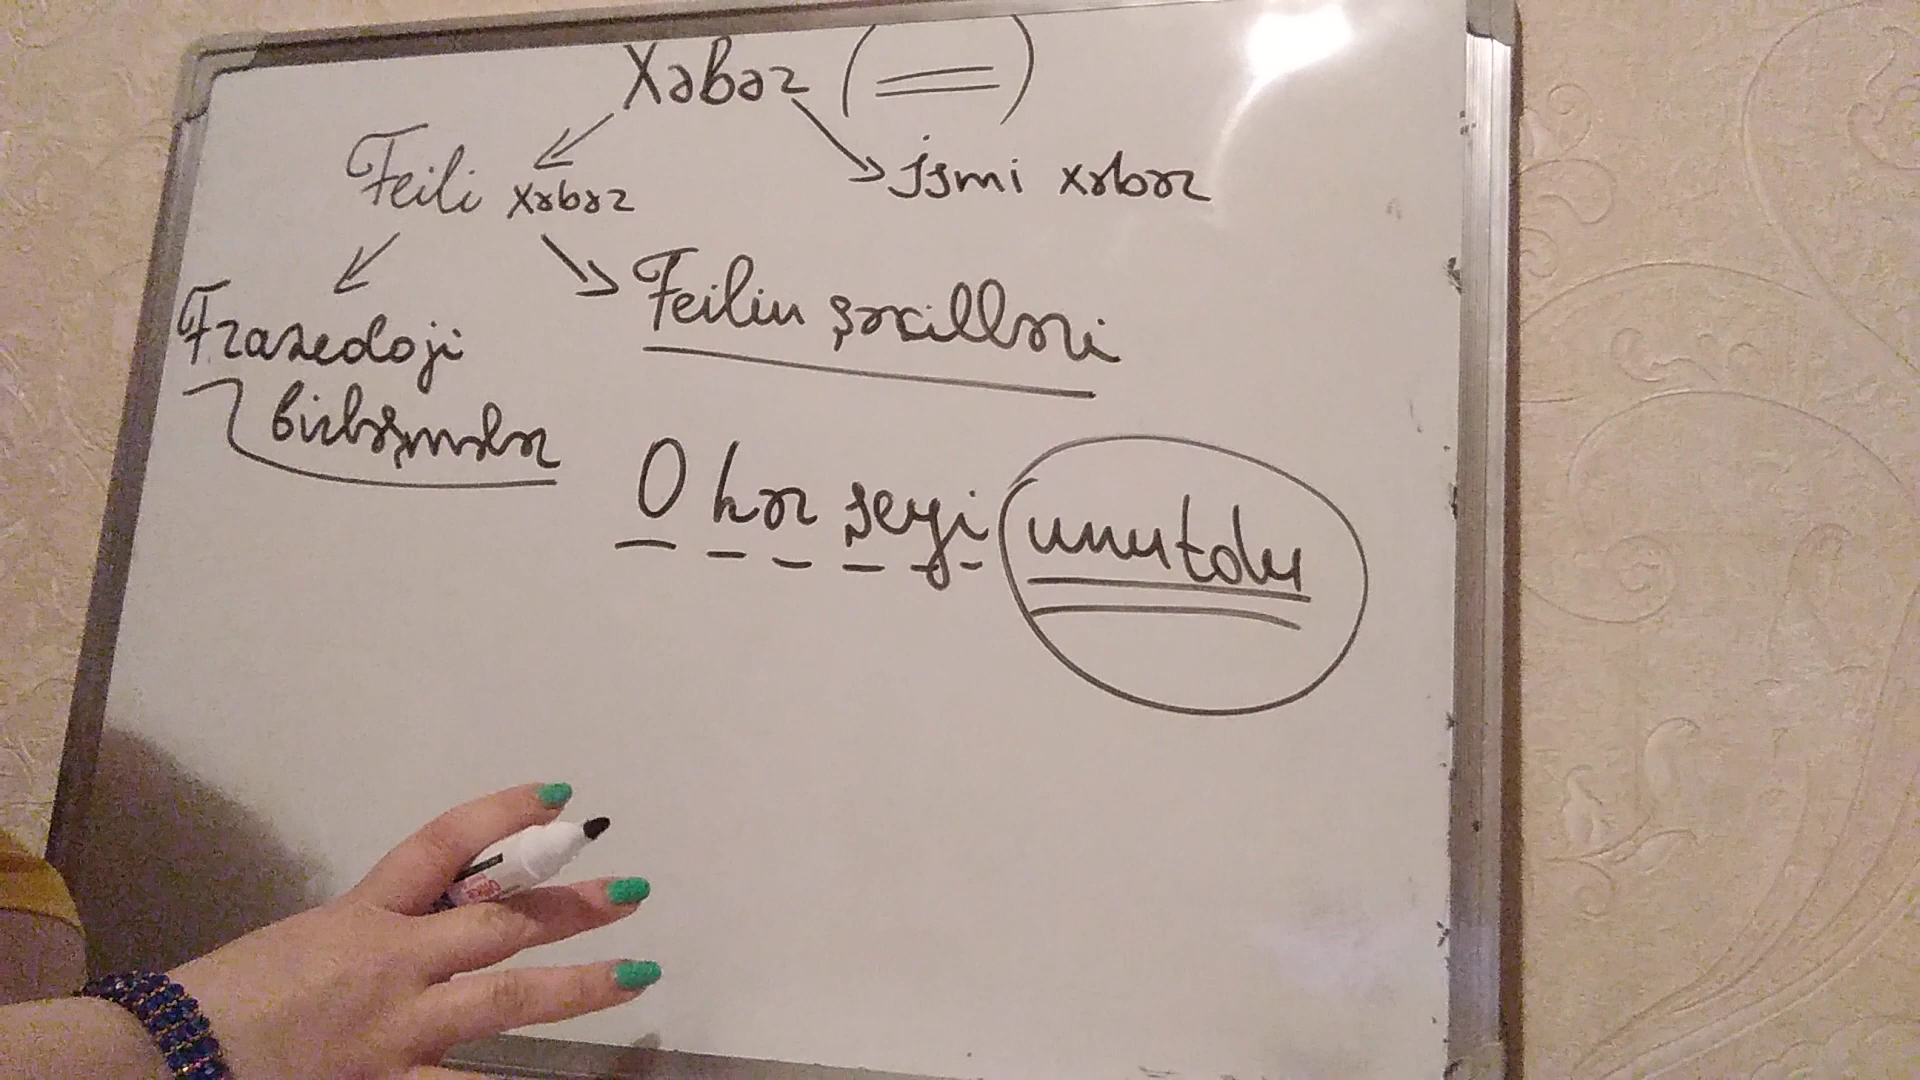 Xəbər (=)
Feili xəbər İsmi xəbər
Frazeoloji
birləşmələr
Feilin şəkilləri
O hər şeyi unutdu